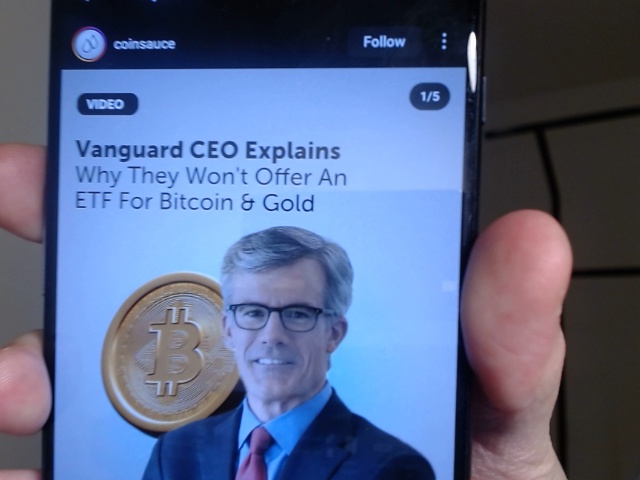 coinsauce
Follow
VIDEO
1/5
Vanguard CEO Explains
Why They Won't Offer An
ETF For Bitcoin & Gold